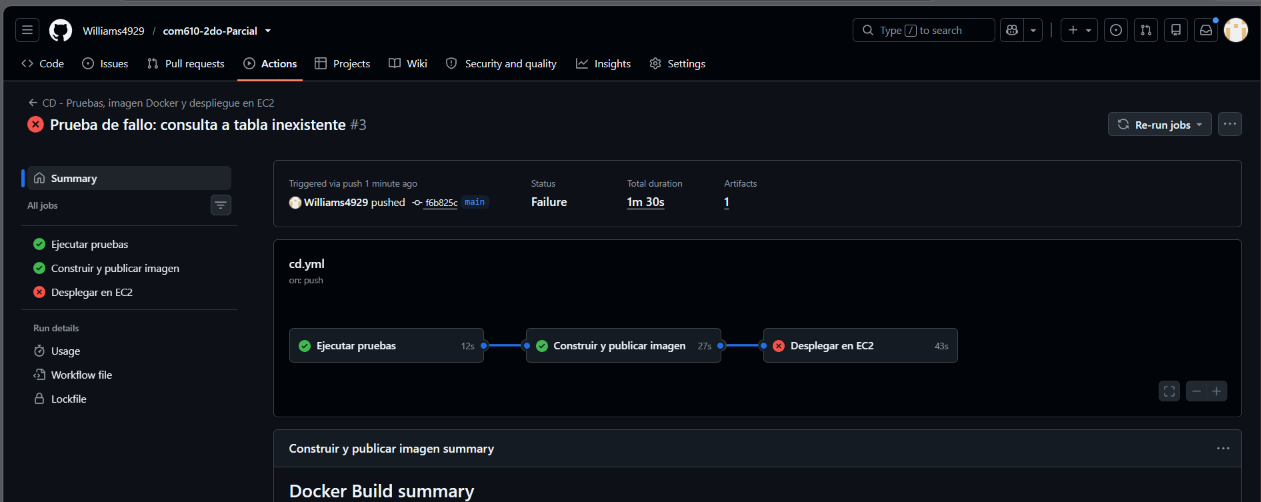 Williams4929 / com610-2do-Parcial
Type / to search
Code Issues Pull requests Actions Projects Wiki Security and quality Insights Settings
CD - Pruebas, imagen Docker y despliegue en EC2
Prueba de fallo: consulta a tabla inexistente #3
Re-run jobs
Summary
All jobs
Ejecutar pruebas
Construir y publicar imagen
Desplegar en EC2
Run details
Usage
Workflow file
Lockfile
Triggered via push 1 minute ago
Williams4929 pushed f6b825c main
Status
Failure
Total duration
1m 30s
Artifacts
1
cd.yml
on: push
Ejecutar pruebas 12s
Construir y publicar imagen 27s
Desplegar en EC2 43s
Construir y publicar imagen summary
Docker Build summary